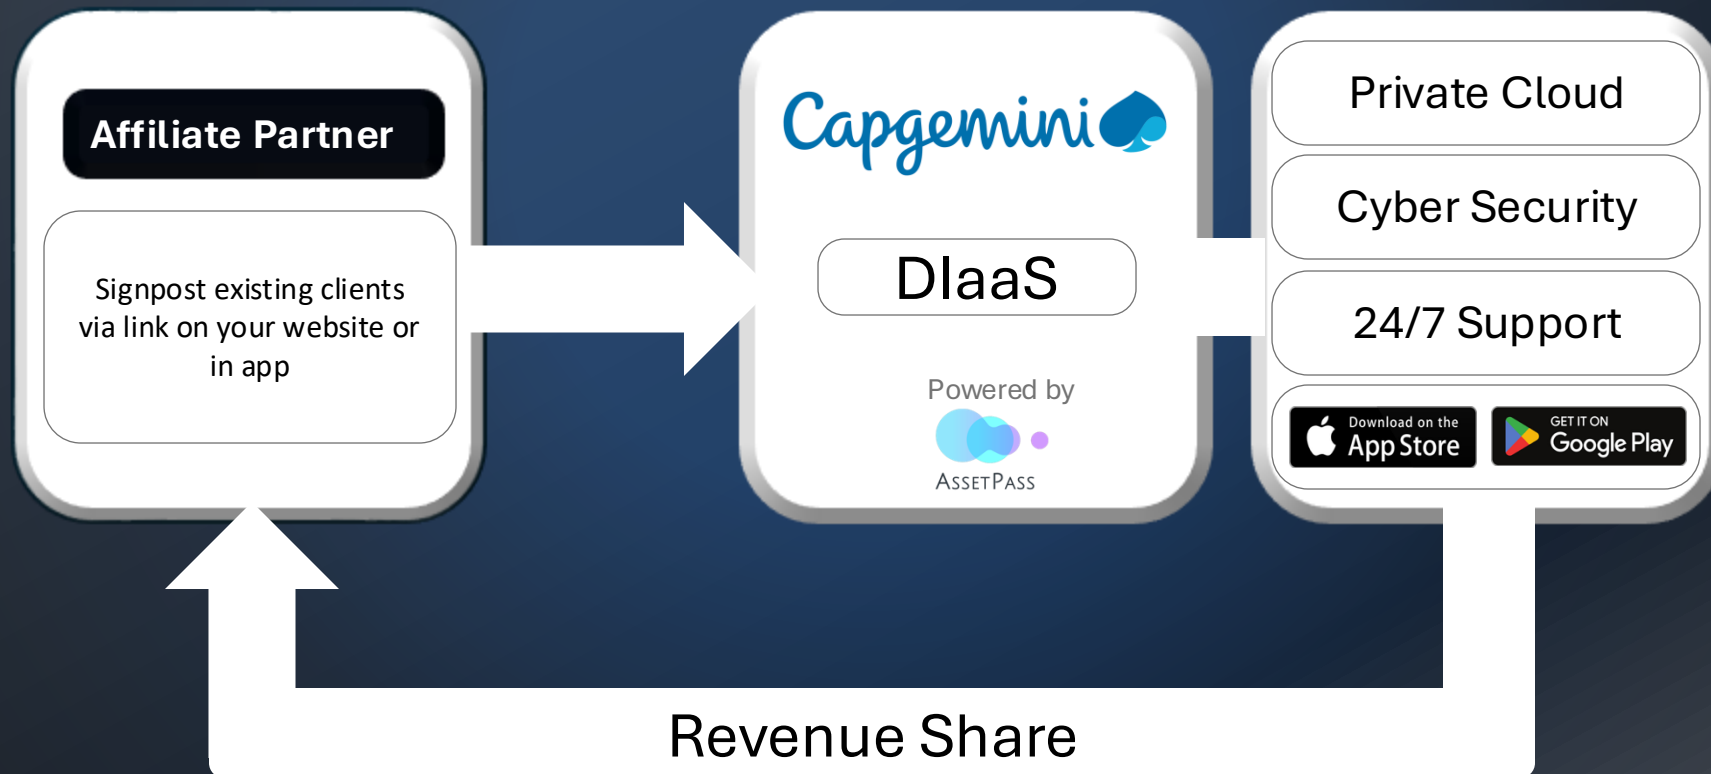 Affiliate Partner
Signpost existing clients
via link on your website or
in app
Capgemini
DIaaS
Powered by
ASSETPASS
Private Cloud
Cyber Security
24/7 Support
Download on the
App Store
GET IT ON
Google Play
Revenue Share